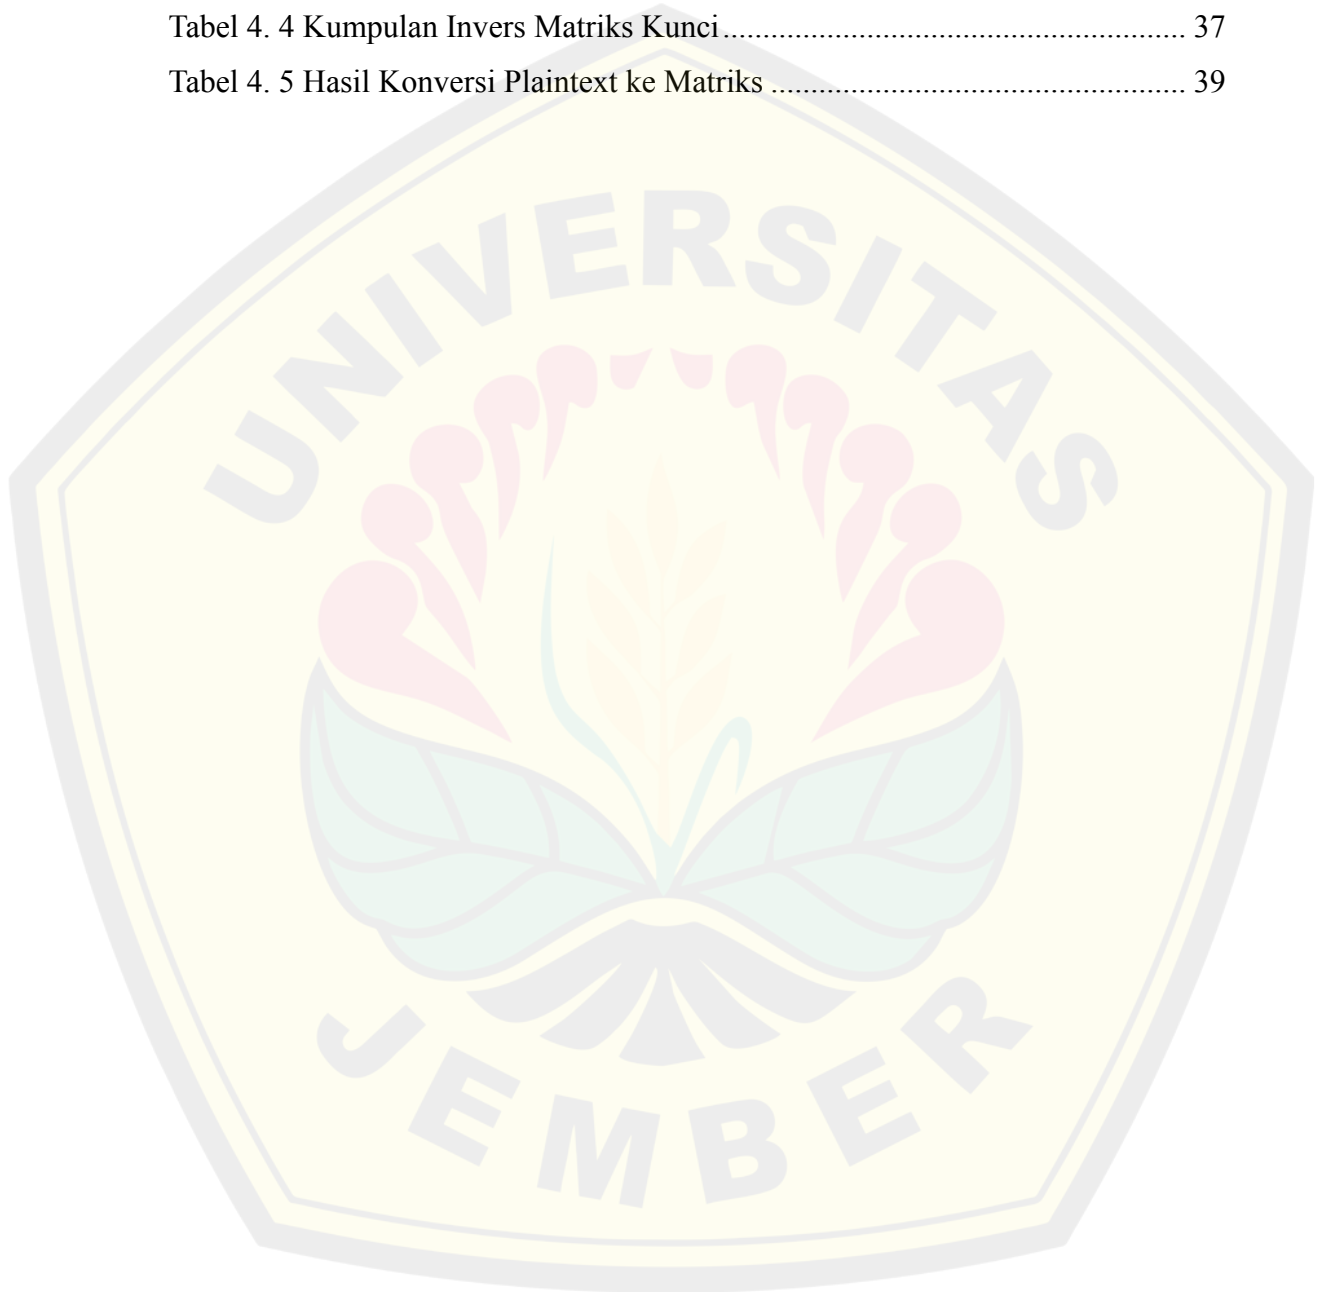 Tabel 4. 4 Kumpulan Invers Matriks Kunci.......................................................... 37
Tabel 4. 5 Hasil Konversi Plaintext ke Matriks .................................................... 39
UNIVERSITAS
JEMBER